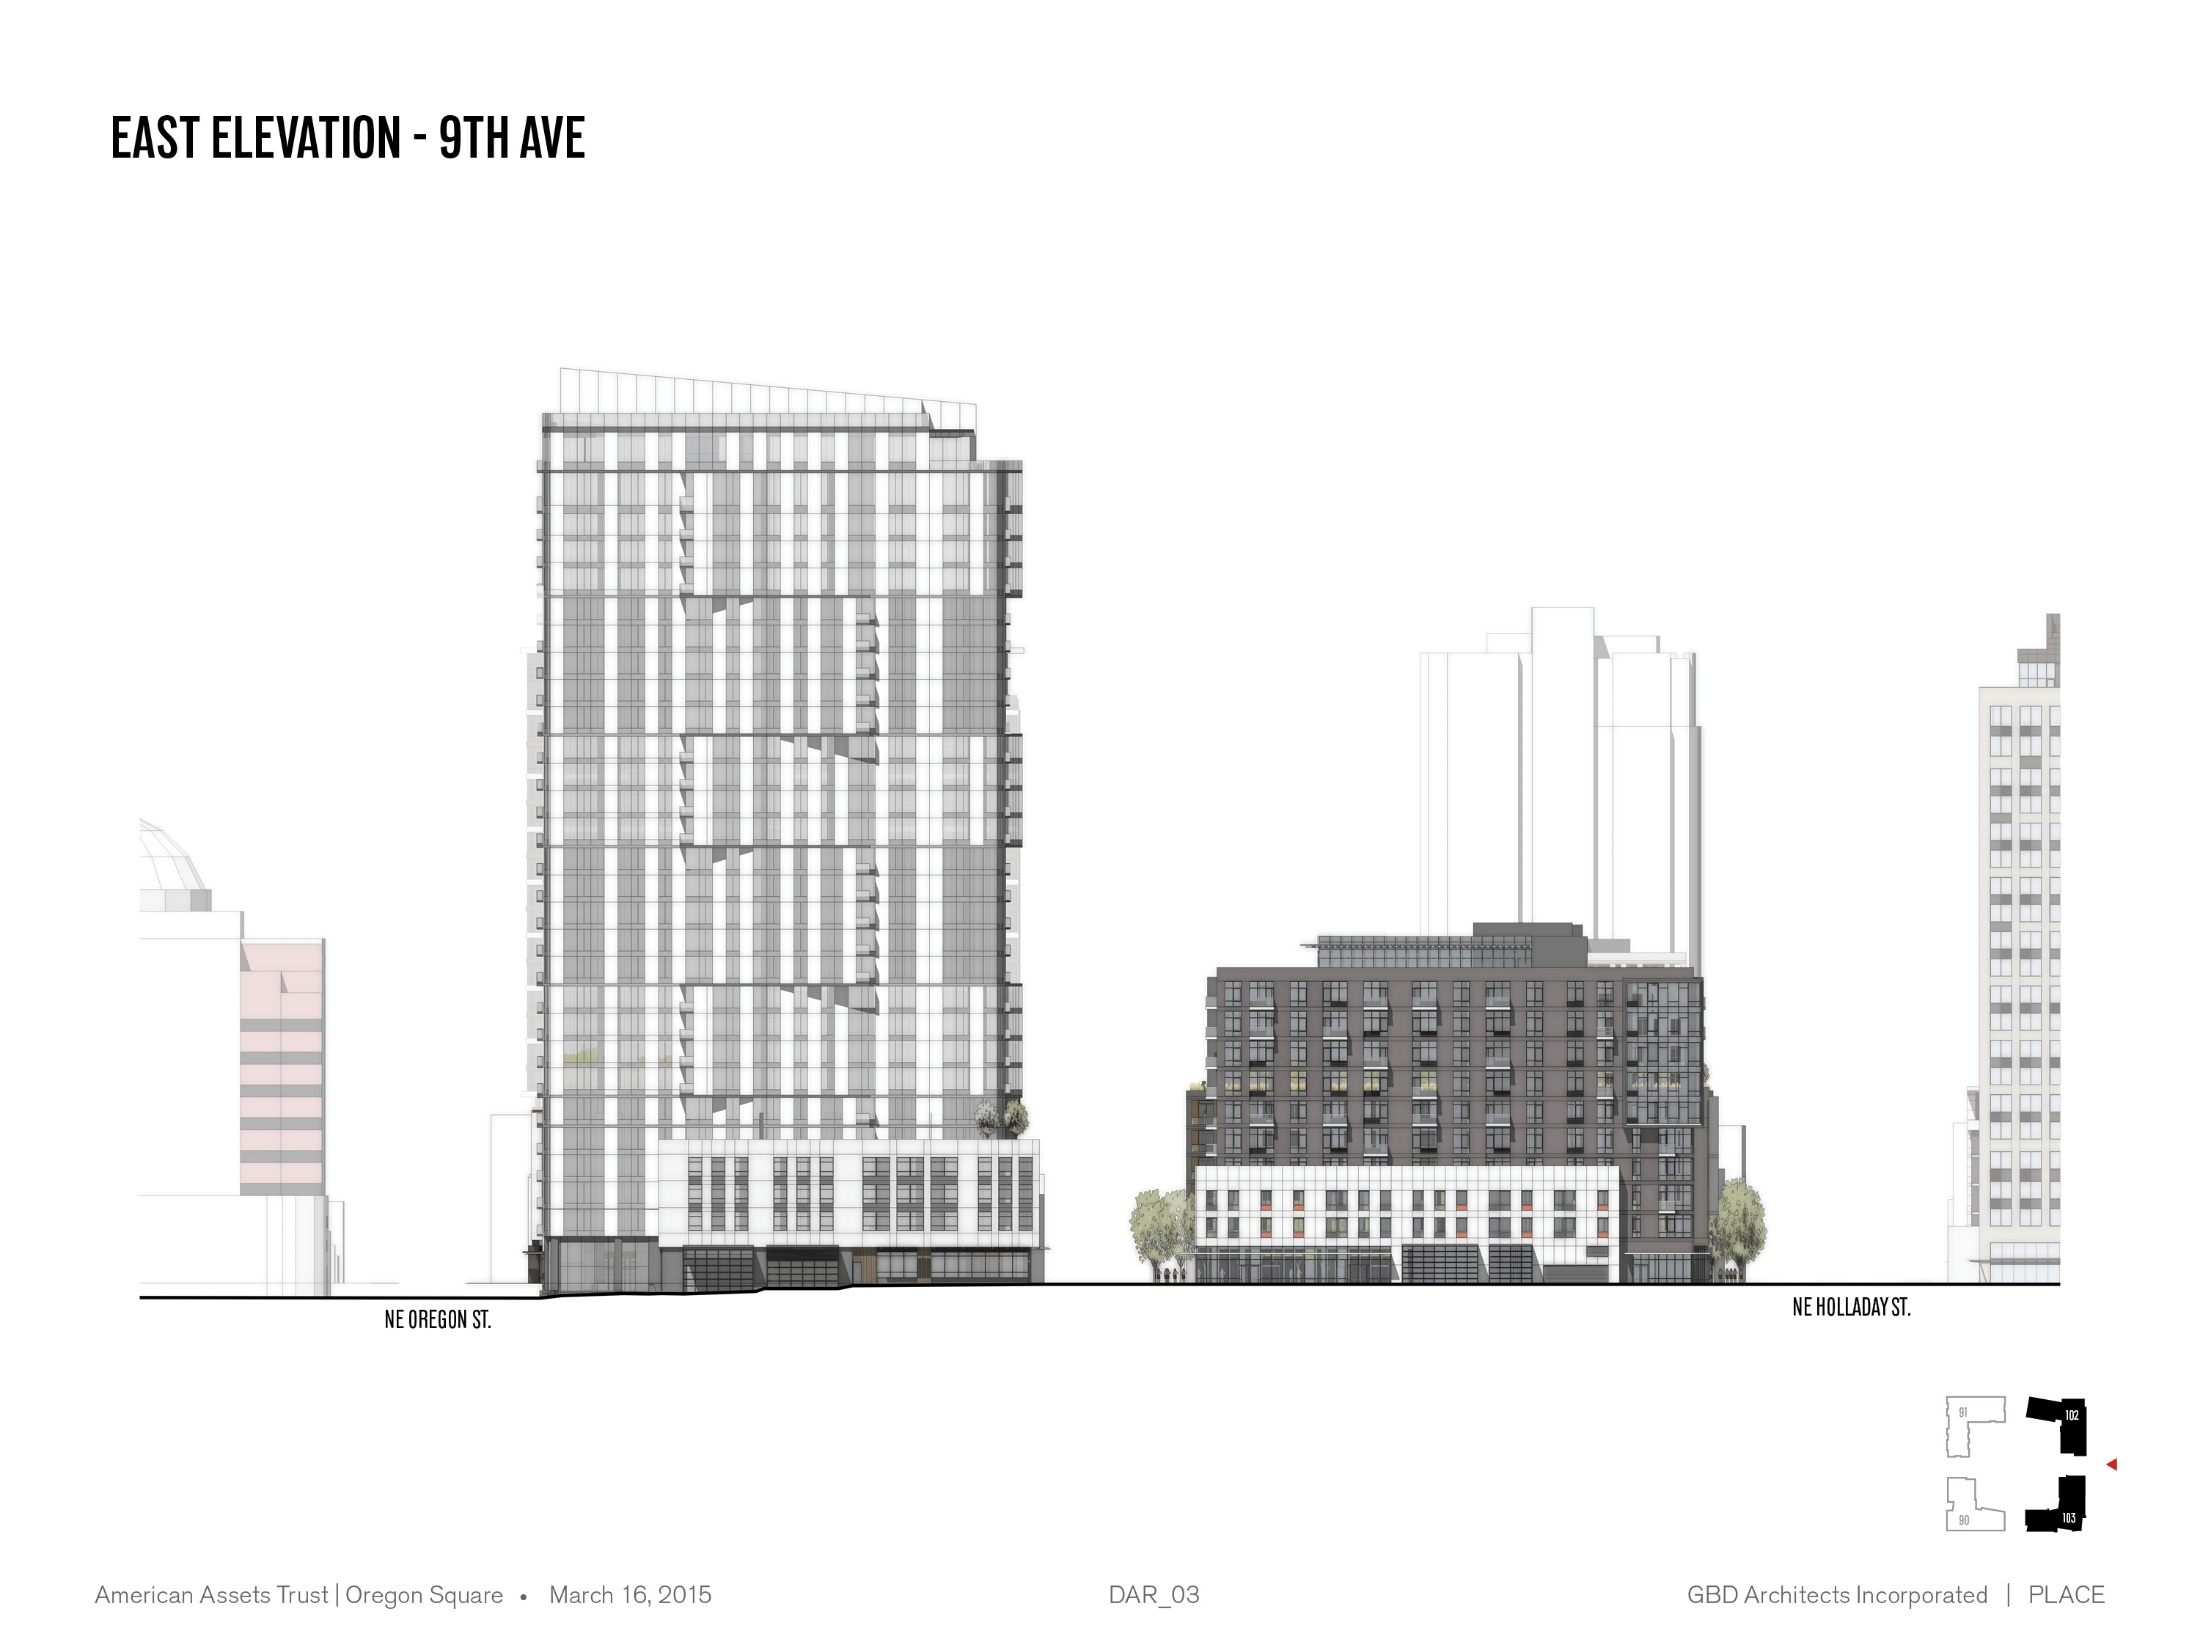 EAST ELEVATION - 9TH AVE
NE OREGON ST.
NE HOLLADAY ST.
91
102
90
103
American Assets Trust | Oregon Square • March 16, 2015
DAR_03
GBD Architects Incorporated | PLACE